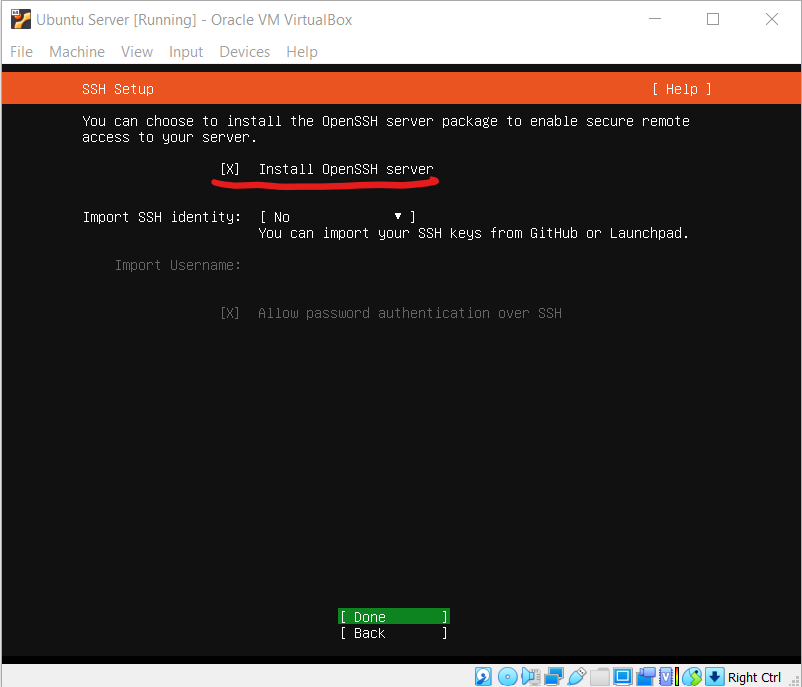 Ubuntu Server [Running] - Oracle VM VirtualBox
File Machine View Input Devices Help
SSH Setup [ Help ]
You can choose to install the OpenSSH server package to enable secure remote
access to your server.
[X] Install OpenSSH server
Import SSH identity: [ No ▼ ]
You can import your SSH keys from GitHub or Launchpad.
Import Username:
[X] Allow password authentication over SSH
[ Done ]
[ Back ]
Right Ctrl